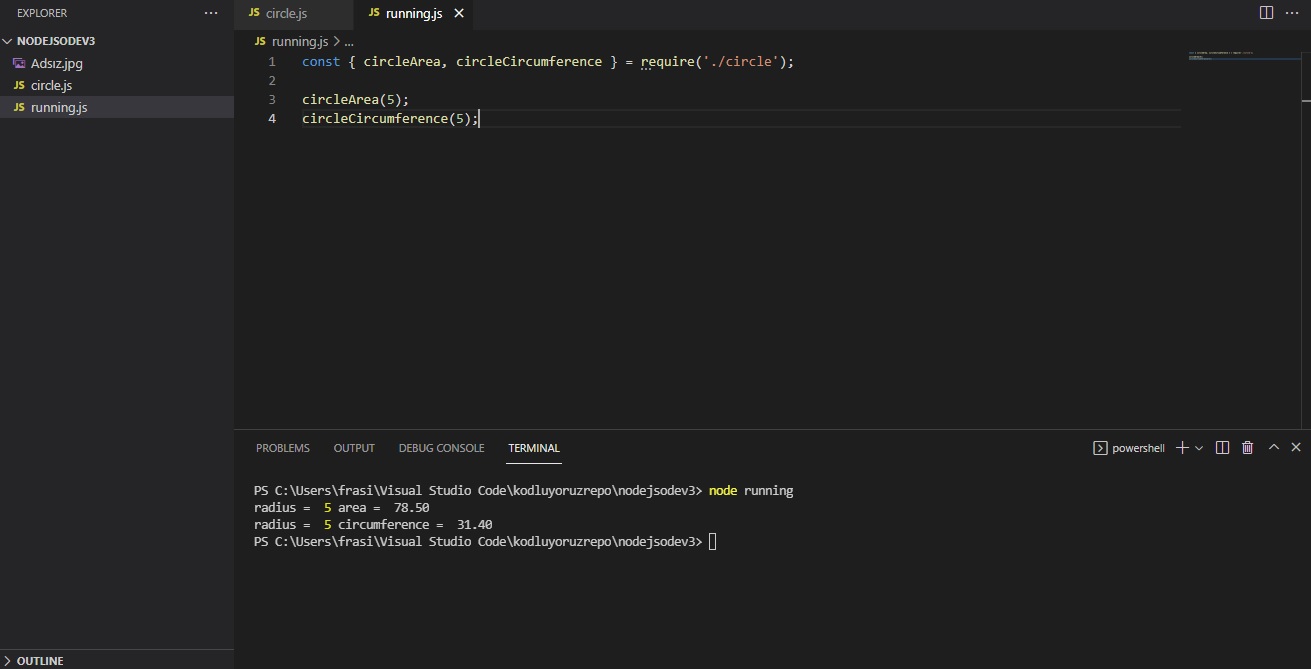 EXPLORER
NODEJSODEV3
Adsız.jpg
JS circle.js
JS running.js
OUTLINE
JS circle.js
JS running.js
JS running.js > ...
1 const { circleArea, circleCircumference } = require('./circle');
2
3 circleArea(5);
4 circleCircumference(5);
PROBLEMS OUTPUT DEBUG CONSOLE TERMINAL
powershell
PS C:\Users\frasi\Visual Studio Code\kodluyoruzrepo\nodejsodev3> node running
radius =  5 area =  78.50
radius =  5 circumference =  31.40
PS C:\Users\frasi\Visual Studio Code\kodluyoruzrepo\nodejsodev3>